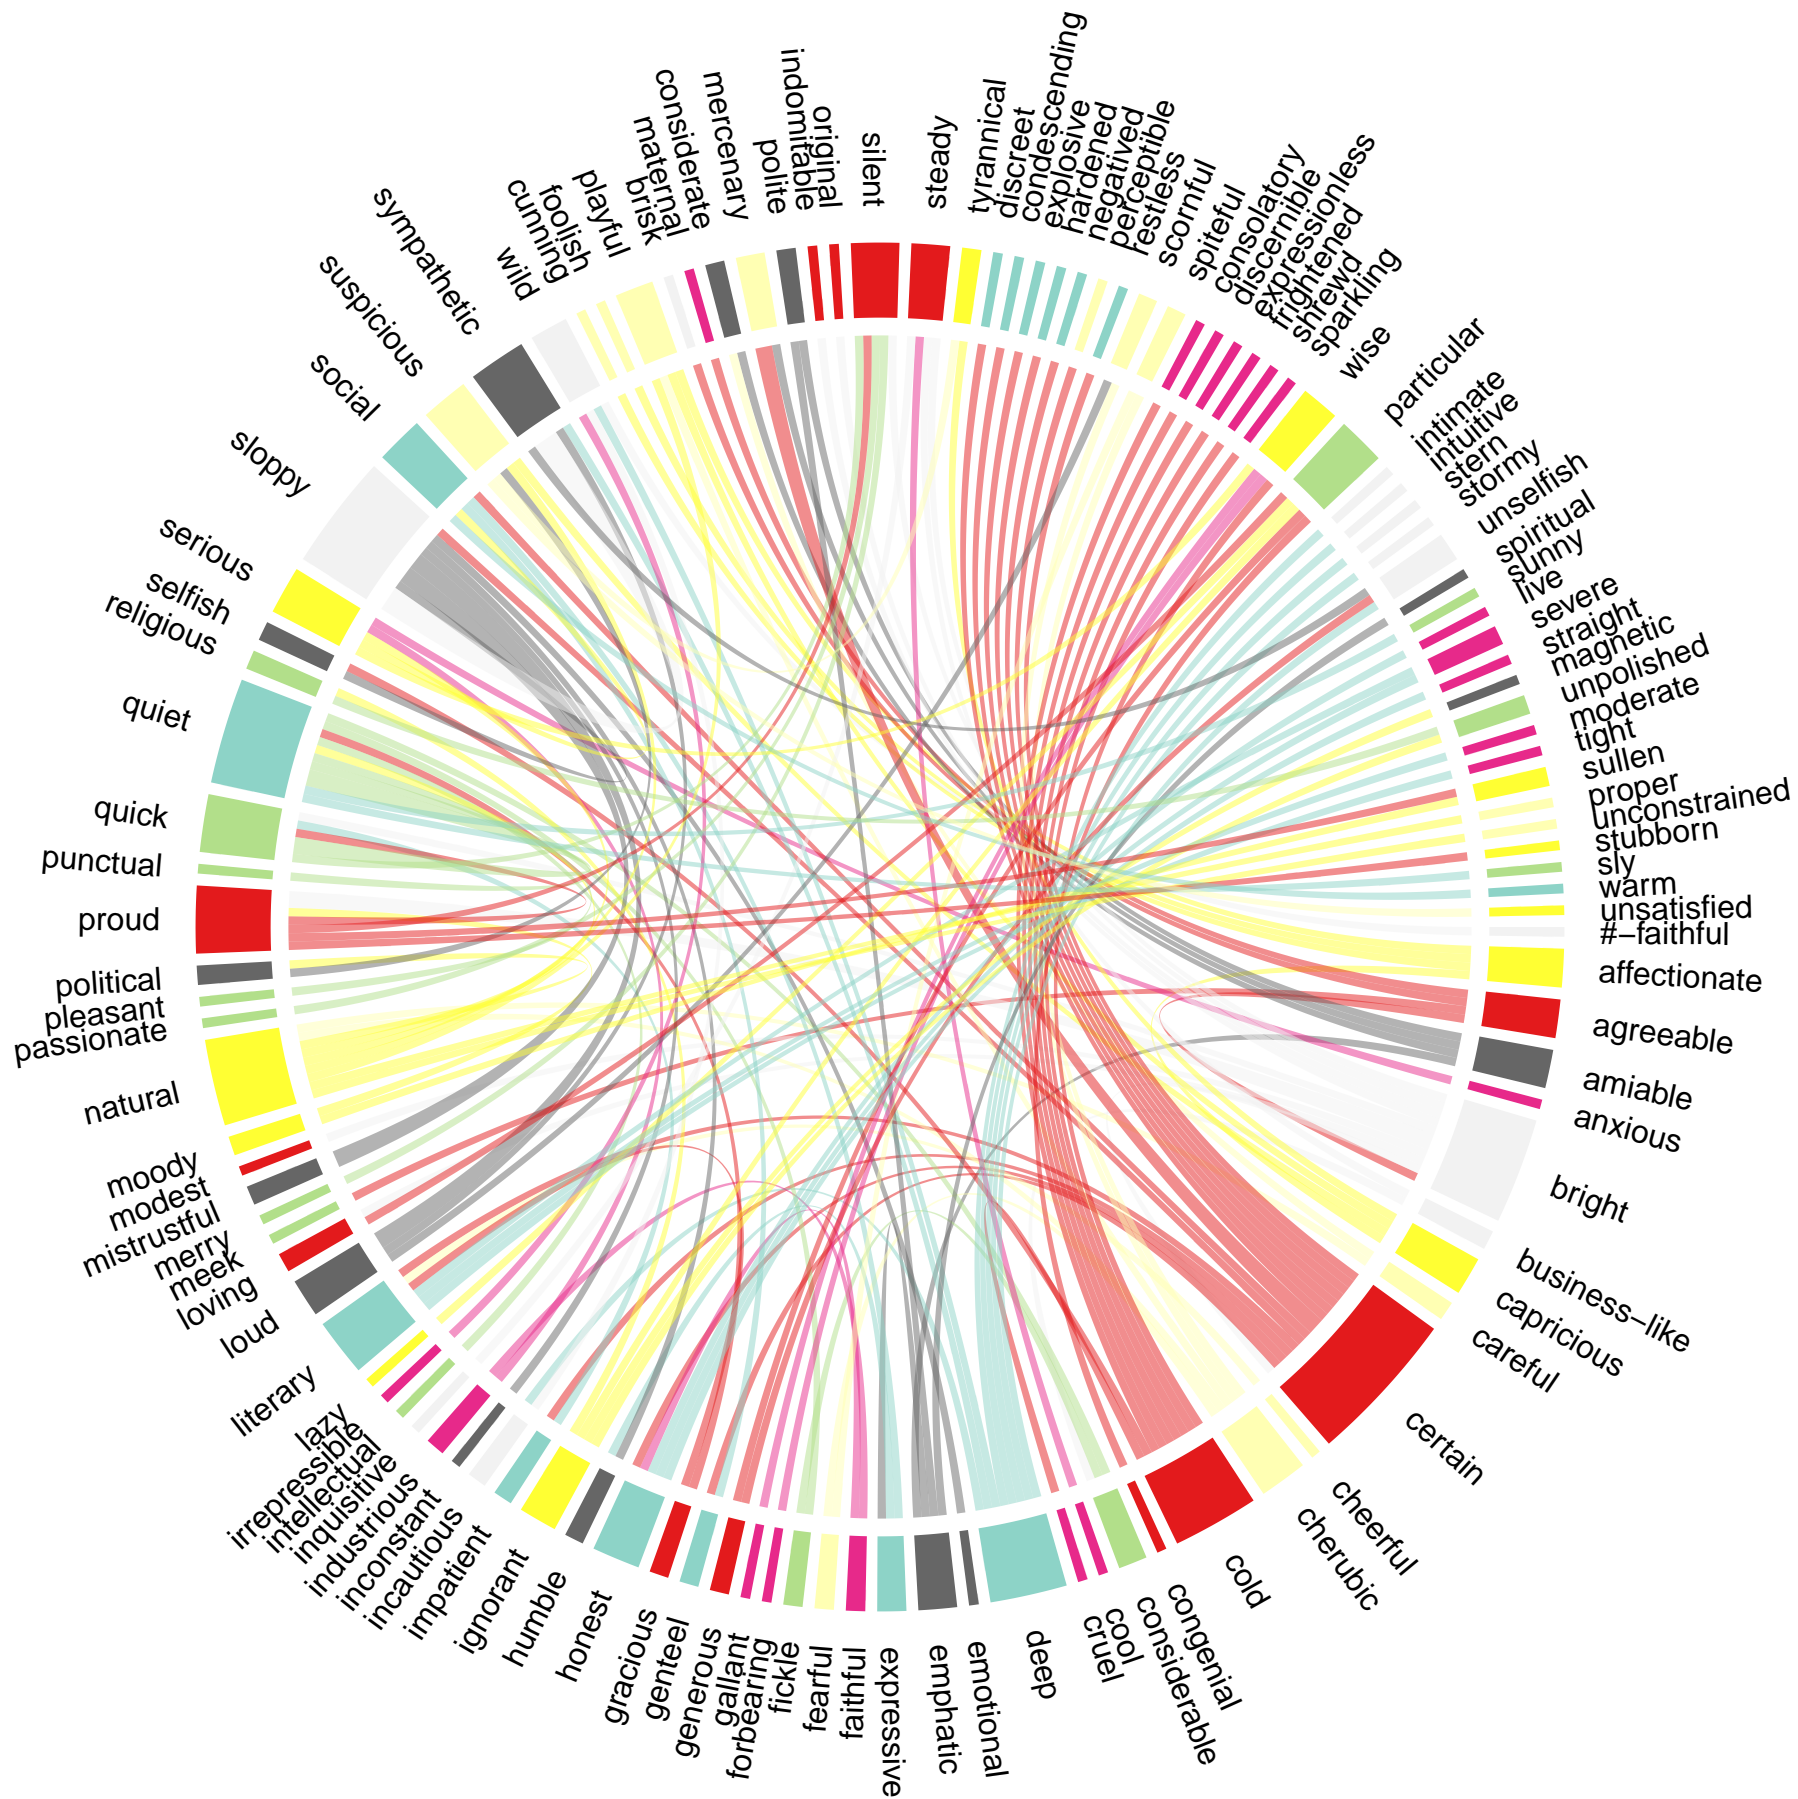 silent
steady
tyrannical
discreet
condescending
explosive
hardened
negatived
perceptible
restless
scornful
spiteful
consolatory
discernible
expressionless
frightened
shrewd
sparkling
wise
particular
intimate
intuitive
stern
stormy
unselfish
spiritual
sunny
live
severe
straight
magnetic
unpolished
moderate
tight
sullen
proper
unconstrained
stubborn
sly
warm
unsatisfied
#–faithful
affectionate
agreeable
amiable
anxious
bright
business–like
capricious
careful
certain
cheerful
cherubic
cold
congenial
considerable
cool
cruel
deep
emotional
emphatic
expressive
faithful
fearful
fickle
forbearing
gallant
generous
genteel
gracious
honest
humble
ignorant
impatient
incautious
inconstant
industrious
inquisitive
intellectual
irrepressible
lazy
literary
loud
loving
meek
merry
mistrustful
modest
moody
natural
passionate
pleasant
political
proud
punctual
quick
quiet
religious
selfish
serious
sloppy
social
suspicious
sympathetic
wild
cunning
foolish
playful
brisk
maternal
considerate
mercenary
polite
indomitable
original